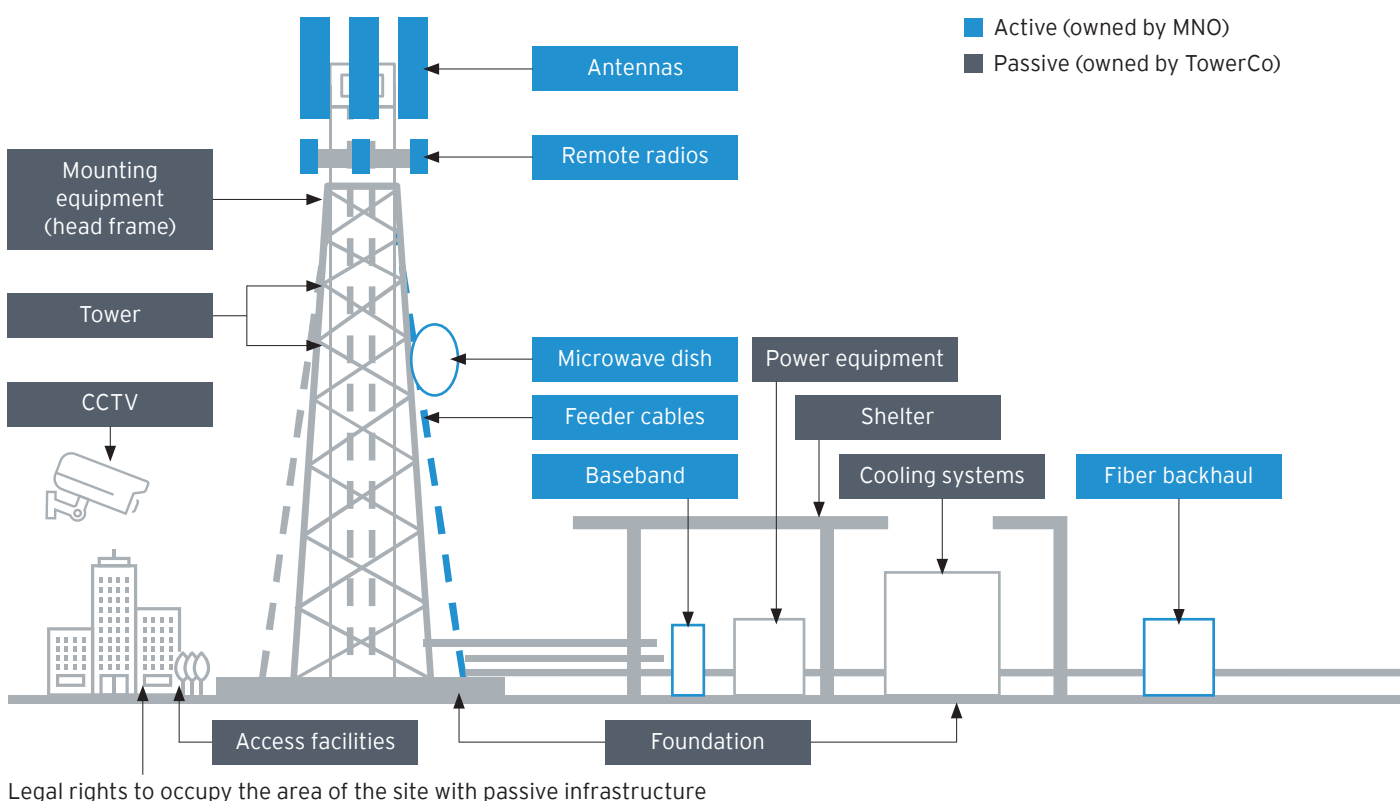 Active (owned by MNO)
Passive (owned by TowerCo)
Antennas
Remote radios
Mounting
equipment
(head frame)
Tower
CCTV
Microwave dish
Power equipment
Feeder cables
Shelter
Baseband
Cooling systems
Fiber backhaul
Access facilities
Foundation
Legal rights to occupy the area of the site with passive infrastructure